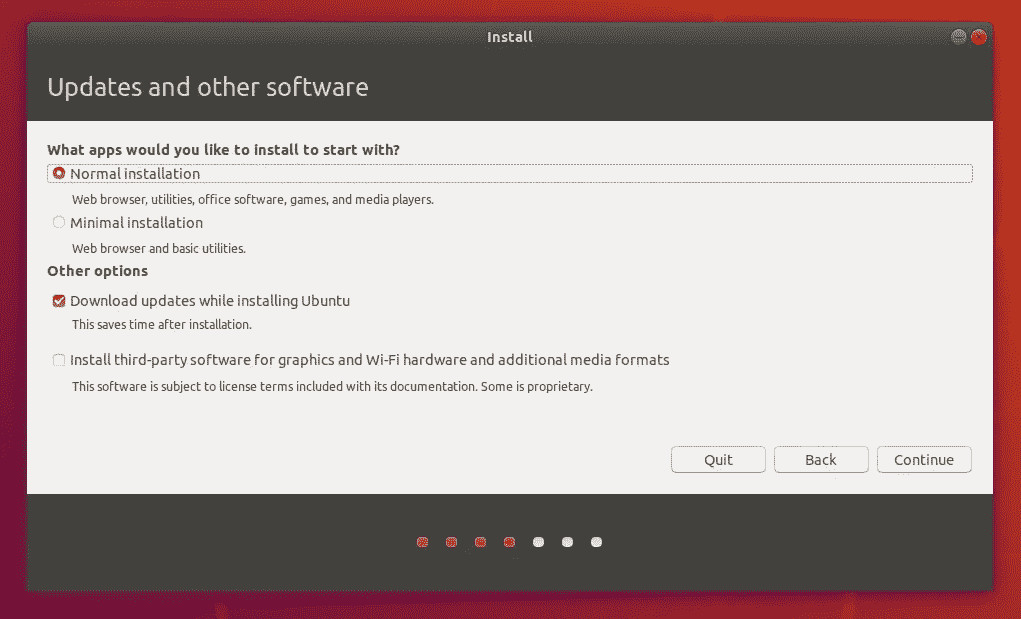 Install
Updates and other software
What apps would you like to install to start with?
Normal installation
Web browser, utilities, office software, games, and media players.
Minimal installation
Web browser and basic utilities.
Other options
Download updates while installing Ubuntu
This saves time after installation.
Install third-party software for graphics and Wi-Fi hardware and additional media formats
This software is subject to license terms included with its documentation. Some is proprietary.
Quit Back Continue